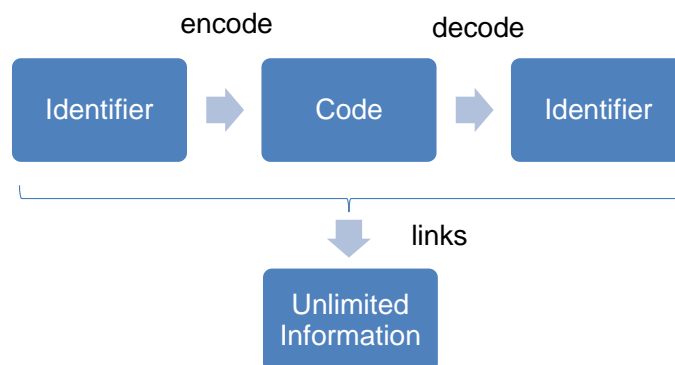 encode
decode
Identifier
Code
Identifier
links
Unlimited
Information